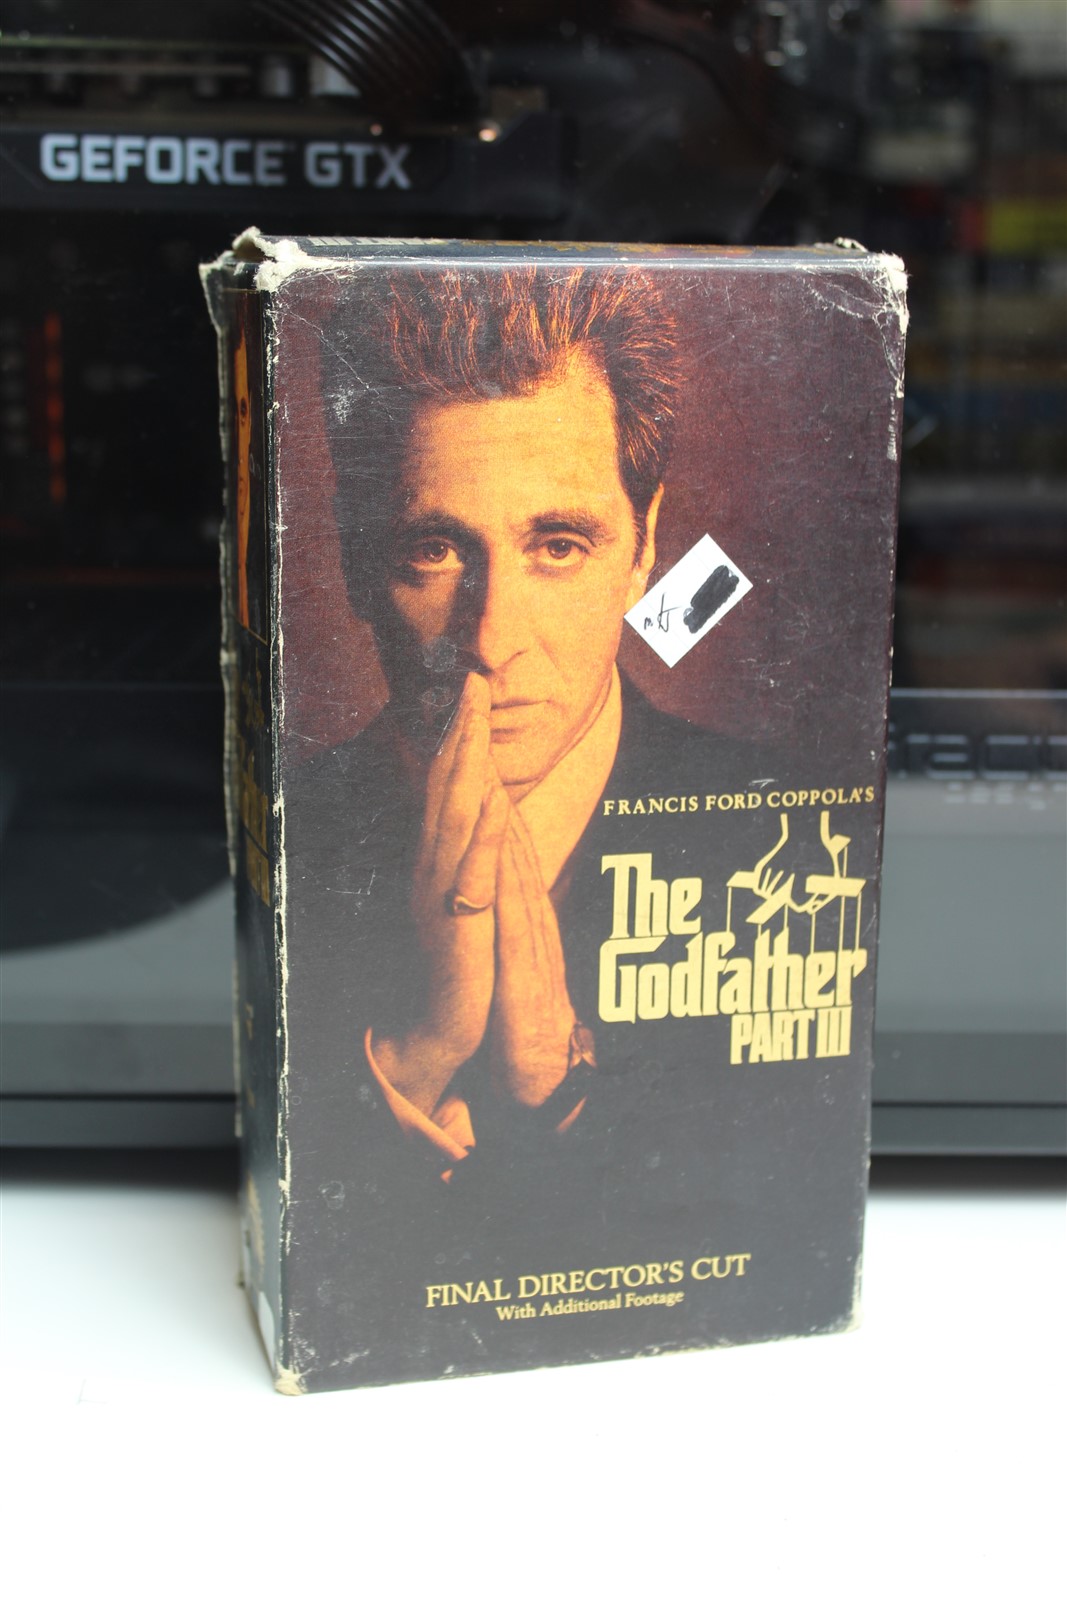 GEFORCE GTX
FRANCIS FORD COPPOLA'S
The
Godfather
PART III
FINAL DIRECTOR'S CUT
With Additional Footage